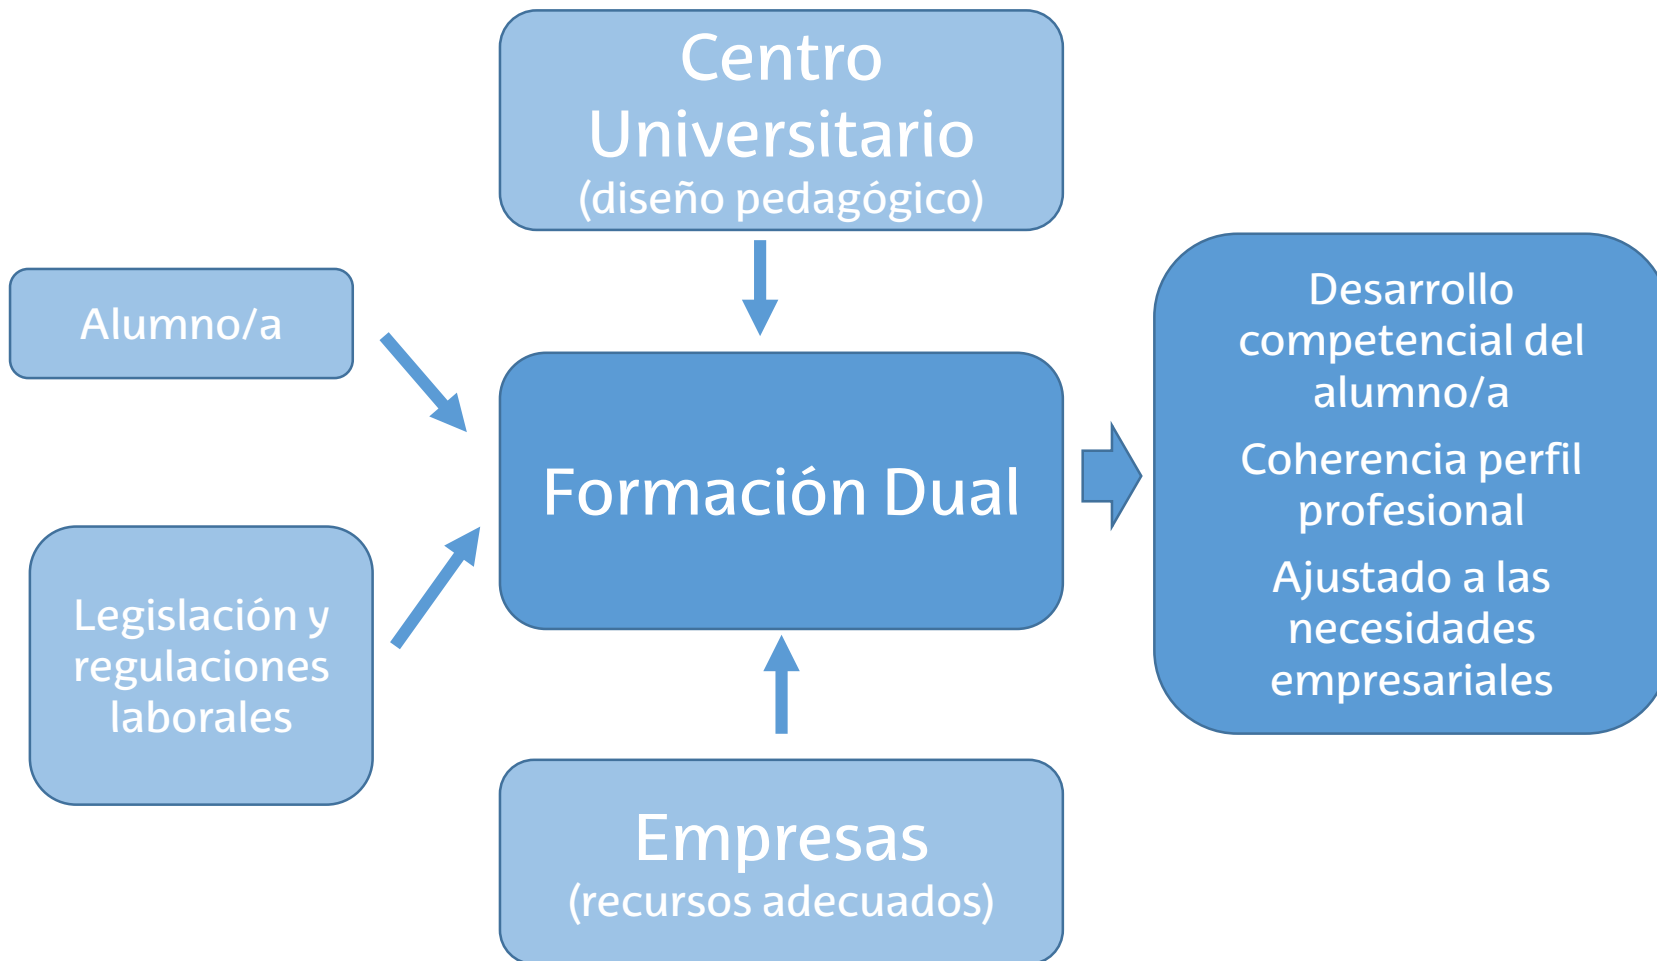 Centro
Universitario
(diseño pedagógico)
Alumno/a
Legislación y
regulaciones
laborales
Formación Dual
Empresas
(recursos adecuados)
Desarrollo
competencial del
alumno/a
Coherencia perfil
profesional
Ajustado a las
necesidades
empresariales